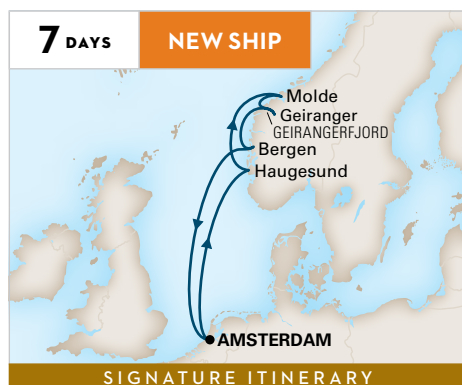 7 DAYS
NEW SHIP
Molde
Geiranger
GEIRANGERFJORD
Bergen
Haugesund
AMSTERDAM
SIGNATURE ITINERARY